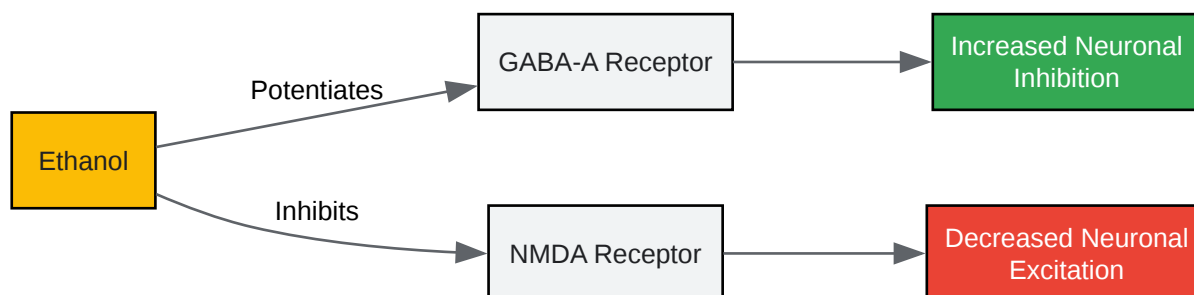 Ethanol
Potentiates
GABA-A Receptor
Increased Neuronal
Inhibition
Inhibits
NMDA Receptor
Decreased Neuronal
Excitation